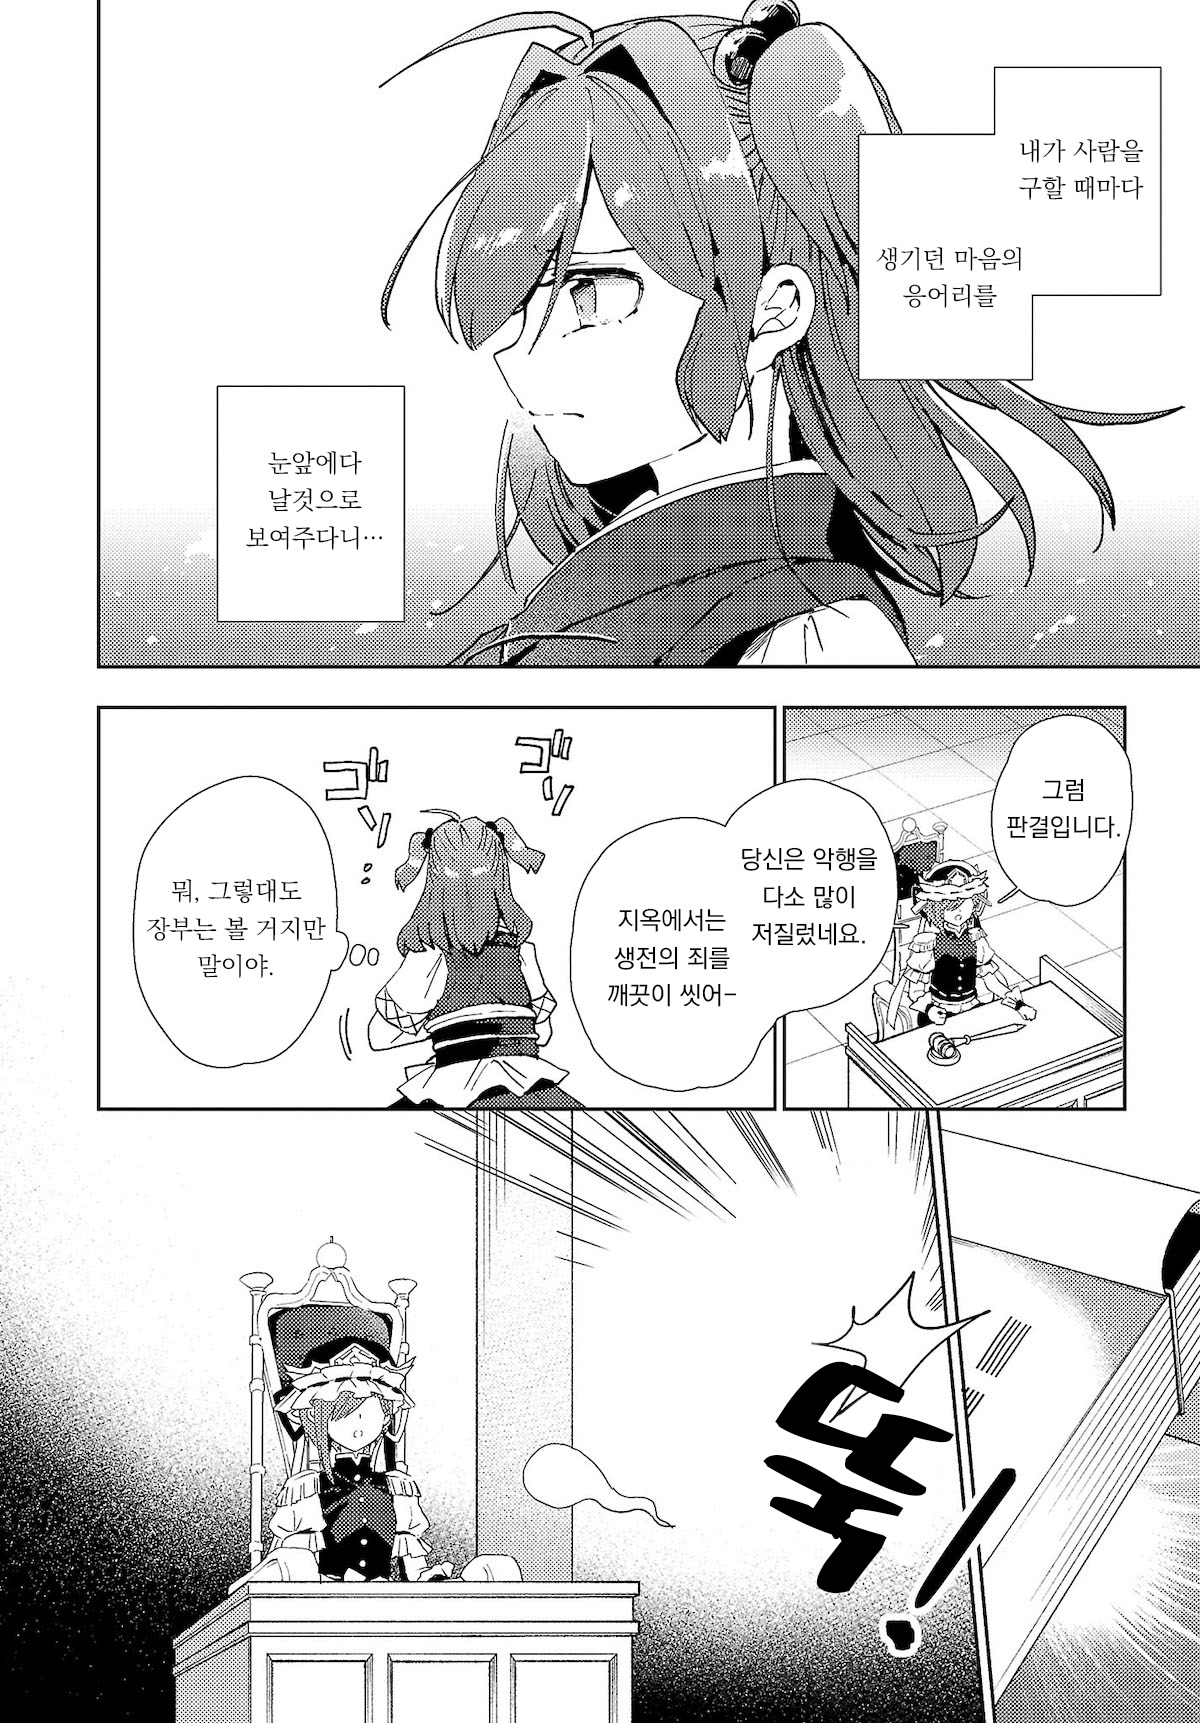 내가 사람을
구할 때마다
생기던 마음의
응어리를
눈앞에다
날것으로
보여주다니…
그럼
판결입니다.
당신은 악행을
다소 많이
저질렀네요.
지옥에서는
생전의 죄를
깨끗이 씻어-
ゴソ
ゴソ
뭐, 그렇대도
장부는 볼 거지만
말이야.
뚝!